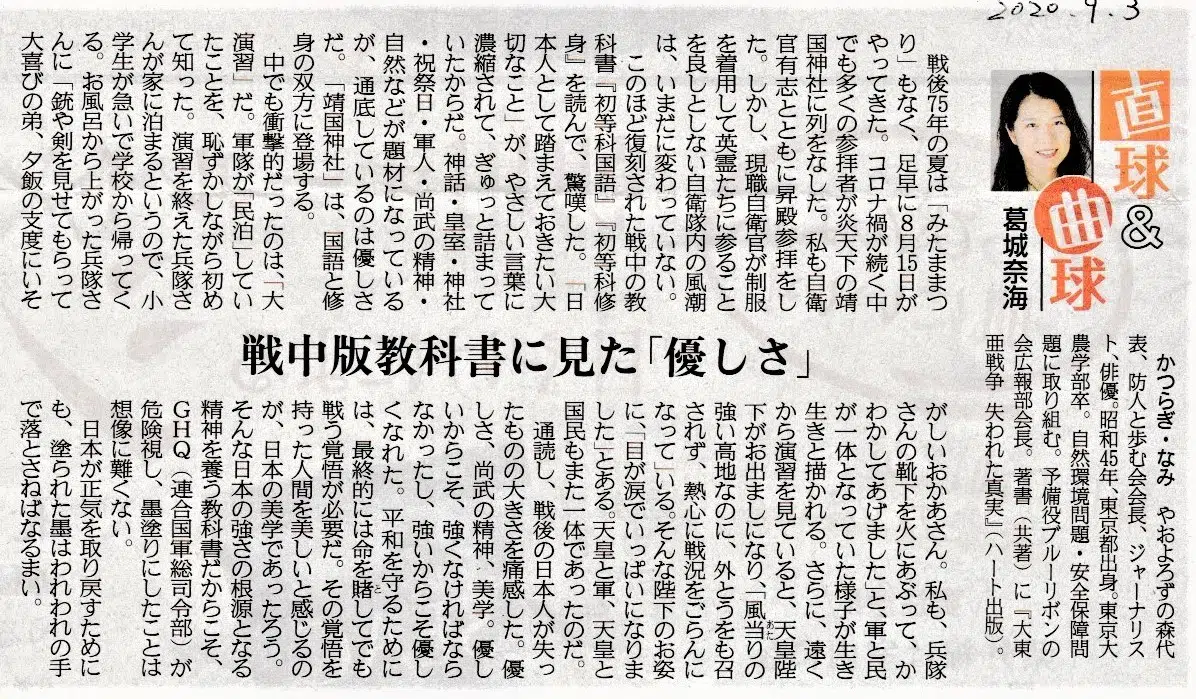 2020.9.3
直球
&
曲球
葛城奈海
かつらぎ・なみ　やおよろずの森代
表、防人と歩む会会長、ジャーナリス
ト、俳優。昭和45年、東京都出身。東京大
農学部卒。自然環境問題・安全保障問
題に取り組む。予備役ブルーリボンの
会広報部会長。著書（共著）に『大東
亜戦争 失われた真実』（ハート出版）。
戦中版教科書に見た「優しさ」
戦後75年の夏は「みたままつ
り」もなく、足早に8月15日が
やってきた。コロナ禍が続く中
でも多くの参拝者が炎天下の靖
国神社に列をなした。私も自衛
官有志とともに昇殿参拝をし
た。しかし、現職自衛官が制服
を着用して英霊たちに参ること
を良しとしない自衛隊内の風潮
は、いまだに変わっていない。
このほど復刻された戦中の教
科書『初等科国語』『初等科修
身』を読んで、驚嘆した。「日
本人として踏まえておきたい大
切なこと」が、やさしい言葉に
濃縮されて、ぎゅっと詰まって
いたからだ。神話・皇室・神社
・祝祭日・軍人・尚武の精神・
自然などが題材になっている
が、通底しているのは優しさ
だ。「靖国神社」は、国語と修
身の双方に登場する。
中でも衝撃的だったのは、「大
演習」だ。軍隊が「民泊」してい
たことを、恥ずかしながら初め
て知った。演習を終えた兵隊さ
んが家に泊まるというので、小
学生が急いで学校から帰ってく
る。お風呂から上がった兵隊さ
んに「銃や剣を見せてもらって
大喜びの弟、夕飯の支度にいそ
がしいおかあさん。私も、兵隊
さんの靴下を火にあぶって、か
わかしてあげました」と、軍と民
が一体となっていた様子が生き
生きと描かれる。さらに、遠く
から演習を見ていると、天皇陛
下がお出ましになり、「風当りの
あた
強い高地なのに、外とうをも召
されず、熱心に戦況をごらんに
なって」いる。そんな陛下のお姿
に、「目が涙でいっぱいになりま
した」とある。天皇と軍、天皇と
国民もまた一体であったのだ。
通読し、戦後の日本人が失っ
たものの大きさを痛感した。優
しさ、尚武の精神、美学。優し
いからこそ、強くなければなら
なかったし、強いからこそ優し
くなれた。平和を守るために
は、最終的には命を賭してでも
と
戦う覚悟が必要だ。その覚悟を
持った人間を美しいと感じるの
が、日本の美学であったろう。
そんな日本の強さの根源となる
精神を養う教科書だからこそ、
GHQ（連合国軍総司令部）が
危険視し、墨塗りにしたことは
想像に難くない。
日本が正気を取り戻すために
も、塗られた墨はわれわれの手
で落とさねばなるまい。